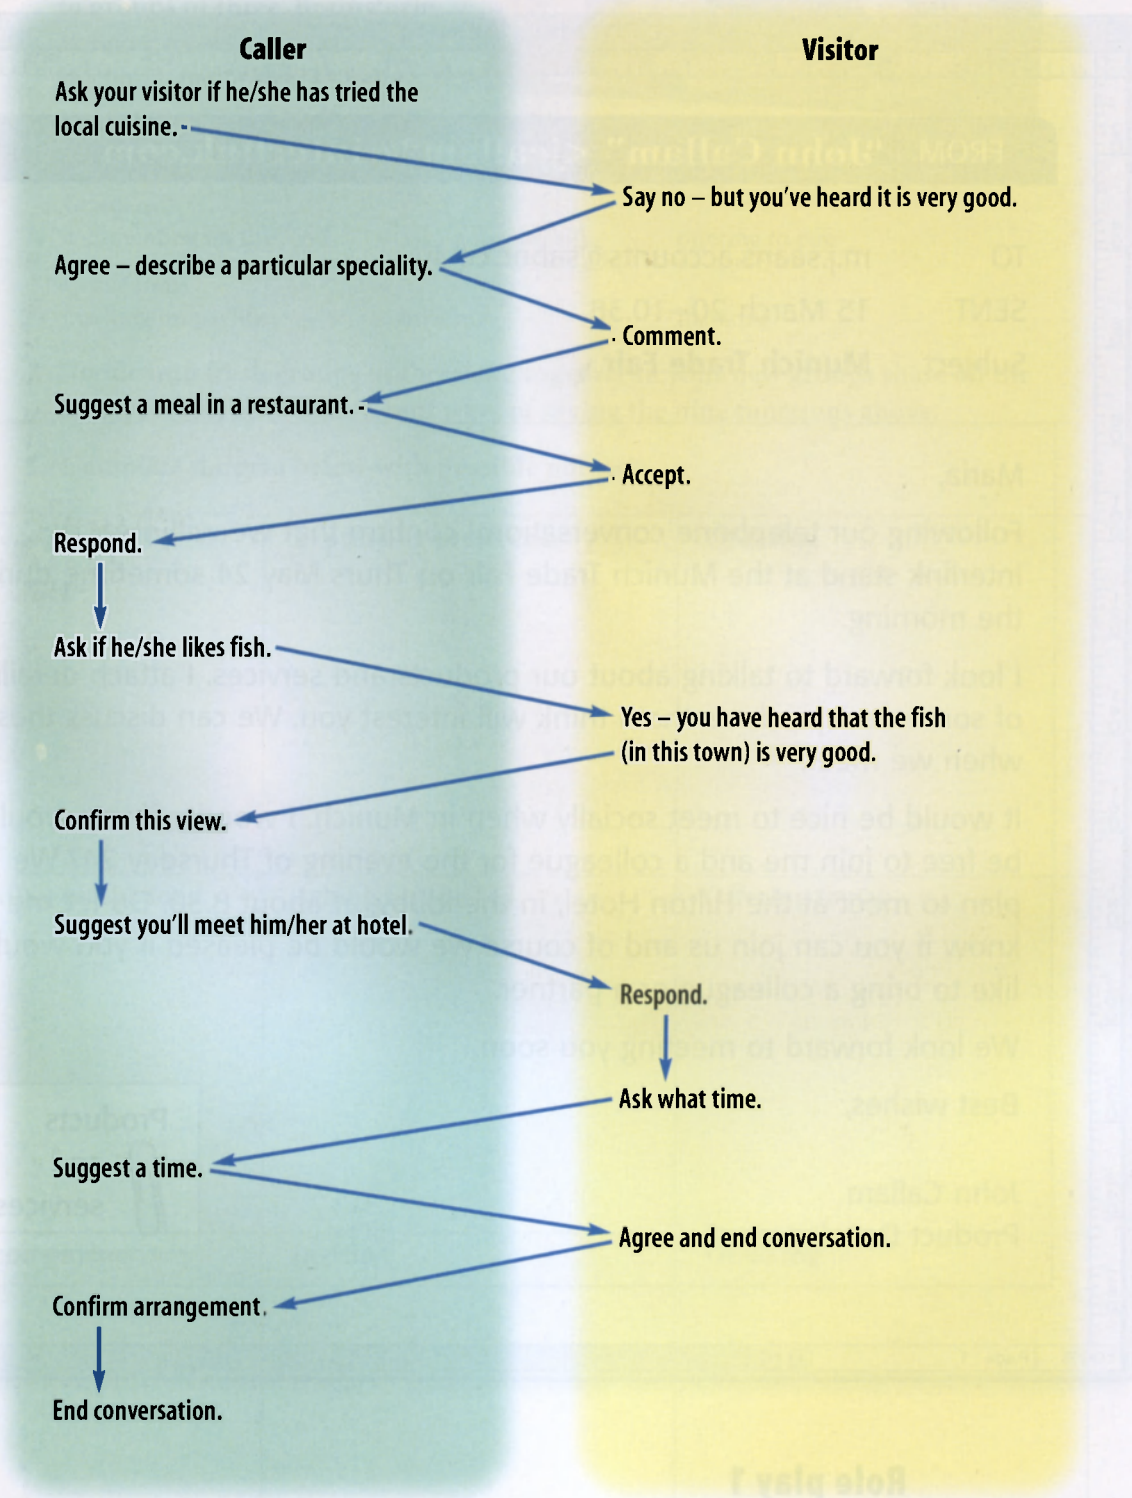 Caller
Visitor
Ask your visitor if he/she has tried the
local cuisine.
Say no – but you've heard it is very good.
Agree – describe a particular speciality.
Comment.
Suggest a meal in a restaurant.
Accept.
Respond.
Ask if he/she likes fish.
Yes – you have heard that the fish
(in this town) is very good.
Confirm this view.
Suggest you'll meet him/her at hotel.
Respond.
Ask what time.
Suggest a time.
Agree and end conversation.
Confirm arrangement.
End conversation.